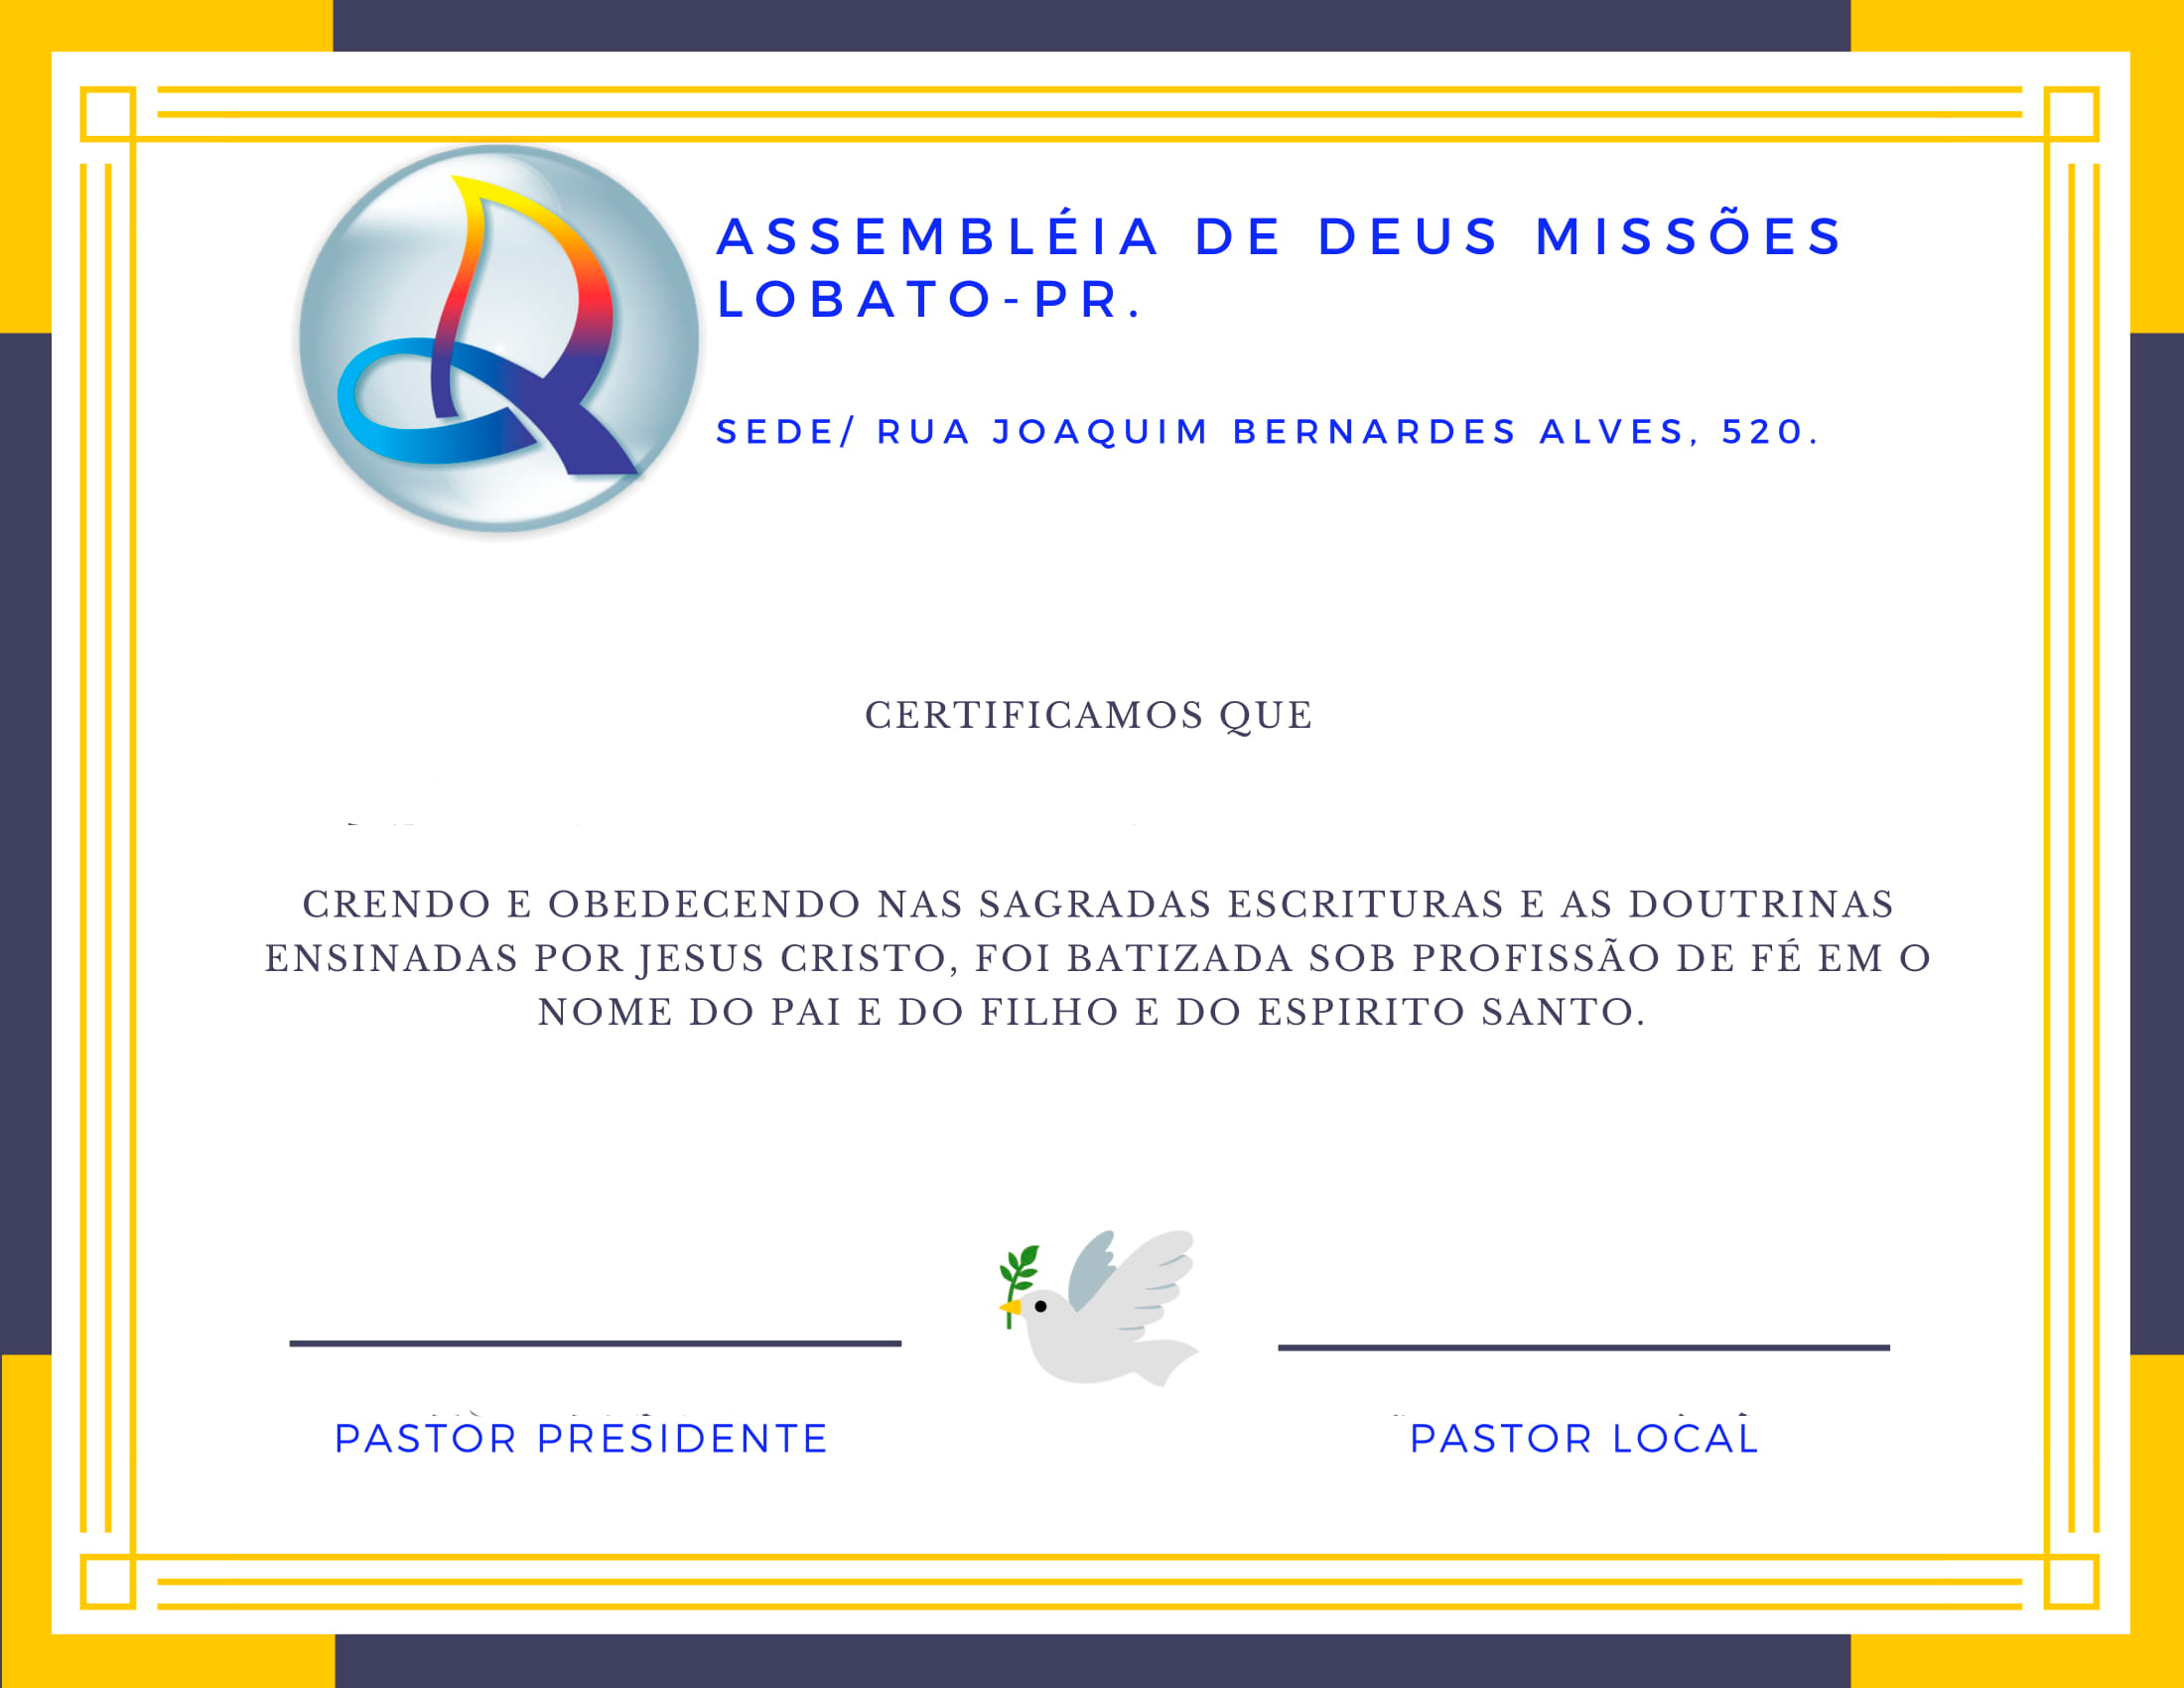 ASSEMBLÉIA DE DEUS MISSÕES
LOBATO-PR.
SEDE/ RUA JOAQUIM BERNARDES ALVES, 520.
CERTIFICAMOS QUE
CRENDO E OBEDECENDO NAS SAGRADAS ESCRITURAS E AS DOUTRINAS
ENSINADAS POR JESUS CRISTO, FOI BATIZADA SOB PROFISSÃO DE FÉ EM O
NOME DO PAI E DO FILHO E DO ESPIRITO SANTO.
PASTOR PRESIDENTE
PASTOR LOCAL